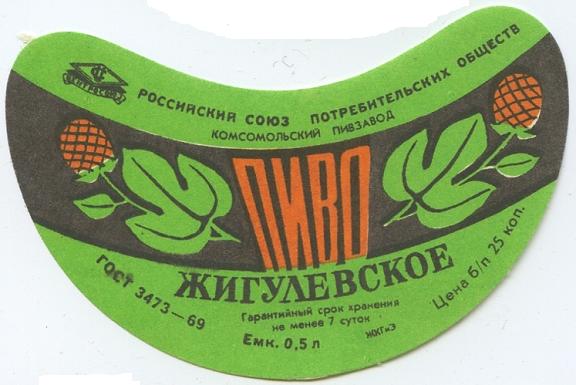 ЦЕНТРОСОЮЗ
РОССИЙСКИЙ СОЮЗ ПОТРЕБИТЕЛЬСКИХ ОБЩЕСТВ
КОМСОМОЛЬСКИЙ ПИВЗАВОД
ПИВО
ЖИГУЛЕВСКОЕ
ГОСТ 3473—69
Гарантийный срок хранения
не менее 7 суток
Емк. 0,5 л
Цена б/п 25 коп.